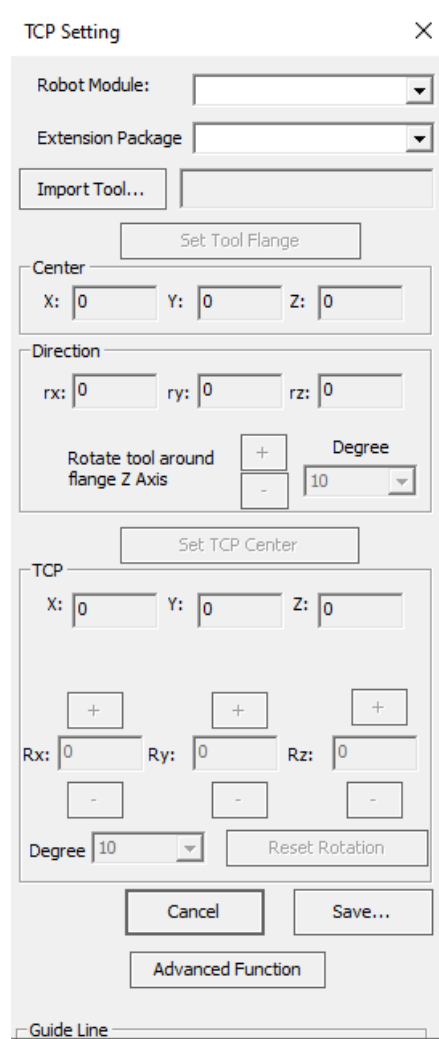 TCP Setting
Robot Module:
Extension Package
Import Tool...
Set Tool Flange
Center
X: 0 Y: 0 Z: 0
Direction
rx: 0 ry: 0 rz: 0
Rotate tool around
flange Z Axis
+
-
Degree
10
Set TCP Center
TCP
X: 0 Y: 0 Z: 0
+ + +
Rx: 0 Ry: 0 Rz: 0
- - -
Degree 10 Reset Rotation
Cancel Save...
Advanced Function
Guide Line